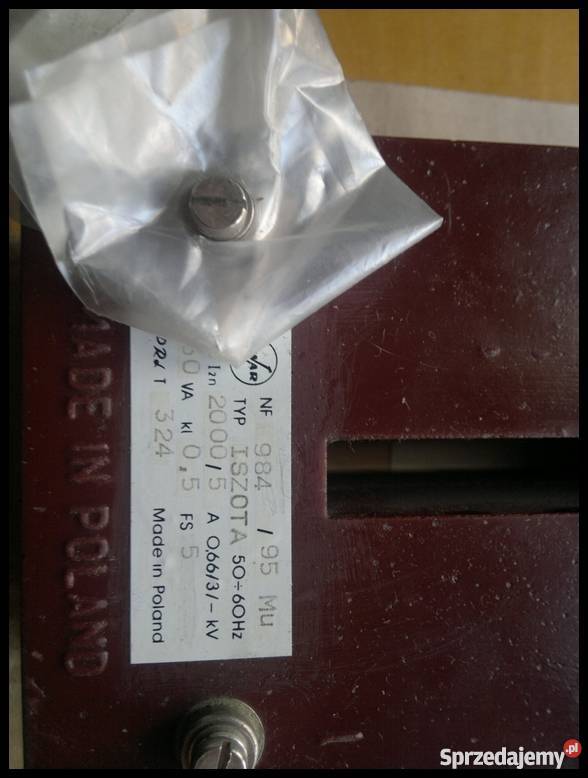 NF 984 / 95 Mu
TYP ISZOTA 50÷60Hz
Izn 2000/5 A 0,66/3/- kV
VA kl 0,5 FS 5
T 324 Made in Poland
MADE IN POLAND
Sprzedajemy.pl